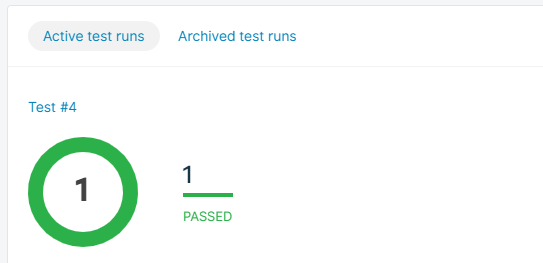 Active test runs Archived test runs
Test #4
1
1
PASSED